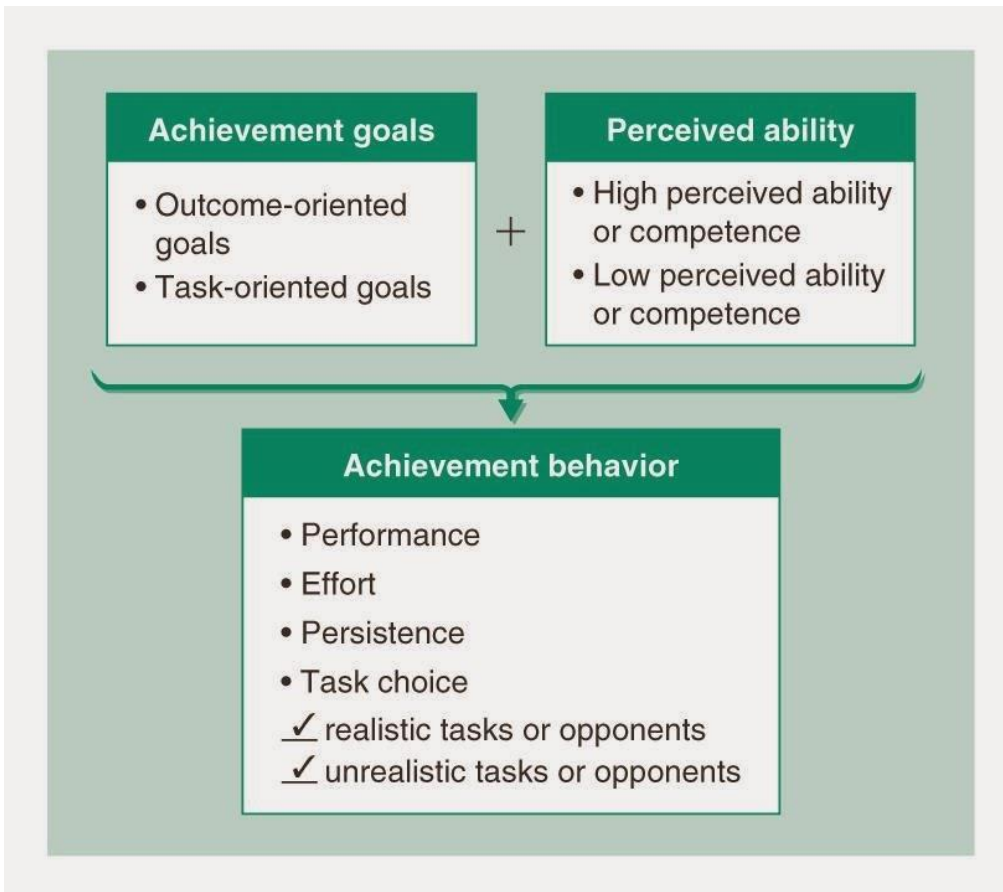 Achievement goals
• Outcome-oriented
goals
• Task-oriented goals
+
Perceived ability
• High perceived ability
or competence
• Low perceived ability
or competence
Achievement behavior
• Performance
• Effort
• Persistence
• Task choice
✓ realistic tasks or opponents
✓ unrealistic tasks or opponents